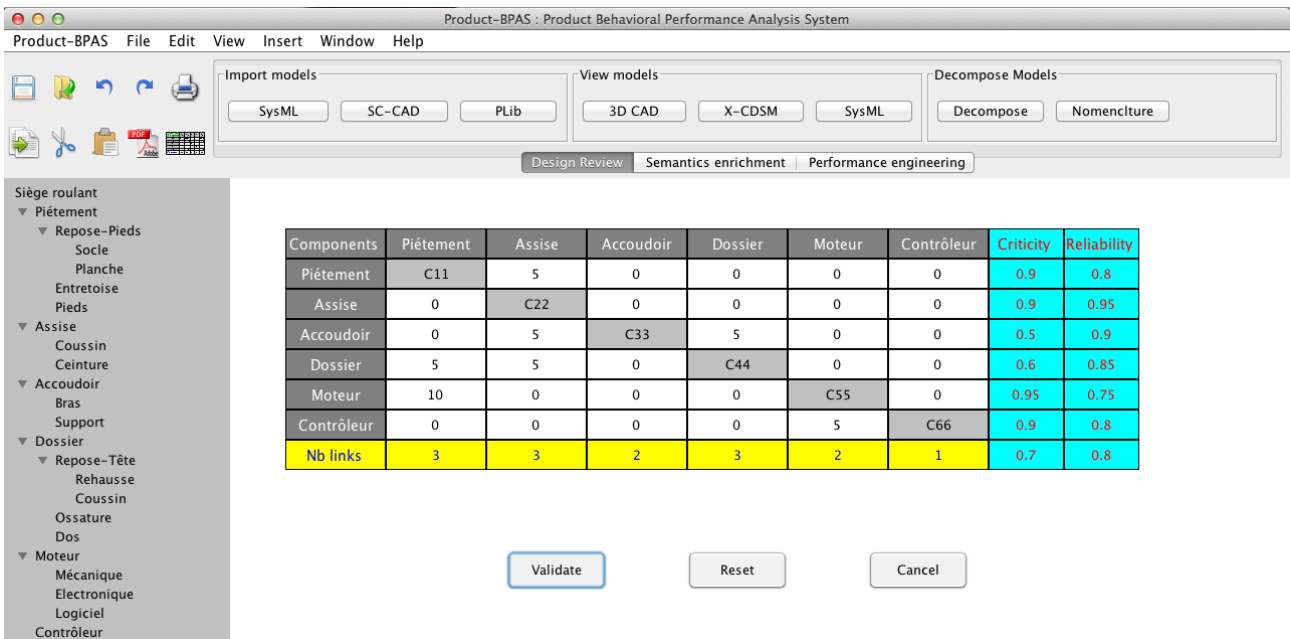 Product-BPAS : Product Behavioral Performance Analysis System
Product-BPAS File Edit View Insert Window Help
Import models View models Decompose Models
SysML SC-CAD PLib 3D CAD X-CDSM SysML Decompose Nomenclture
PDF Adobe
Design Review Semantics enrichment Performance engineering
Siège roulant
Piétement
Repose-Pieds
Socle
Planche
Entretoise
Pieds
Assise
Coussin
Ceinture
Accoudoir
Bras
Support
Dossier
Repose-Tête
Rehausse
Coussin
Ossature
Dos
Moteur
Mécanique
Electronique
Logiciel
Contrôleur
Components Piétement Assise Accoudoir Dossier Moteur Contrôleur Criticity Reliability
Piétement C11 5 0 0 0 0 0.9 0.8
Assise 0 C22 0 0 0 0 0.9 0.95
Accoudoir 0 5 C33 5 0 0 0.5 0.9
Dossier 5 5 0 C44 0 0 0.6 0.85
Moteur 10 0 0 0 C55 0 0.95 0.75
Contrôleur 0 0 0 0 5 C66 0.9 0.8
Nb links 3 3 2 3 2 1 0.7 0.8
Validate Reset Cancel